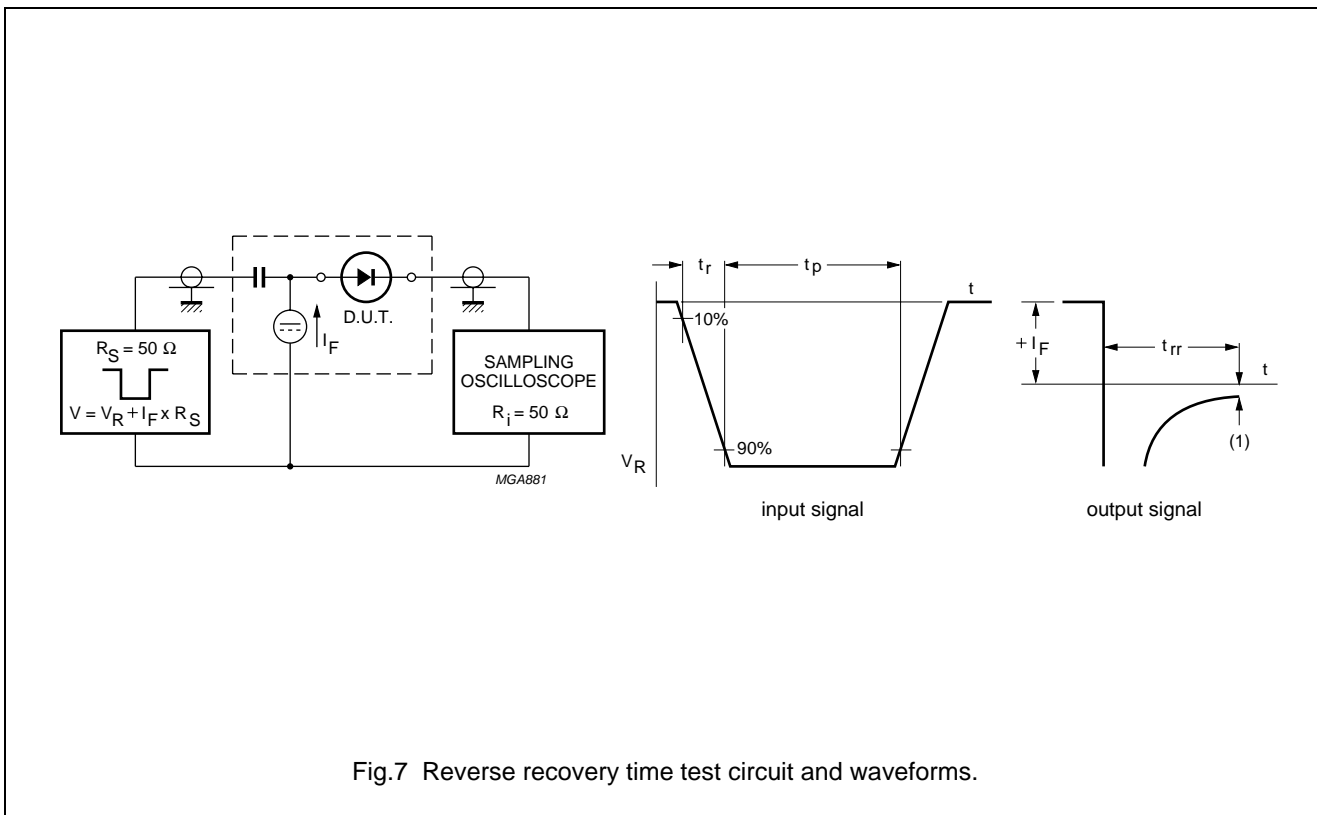 R_S = 50 Ω
V = V_R + I_F x R_S
I_F
D.U.T.
SAMPLING
OSCILLOSCOPE
R_i = 50 Ω
MGA881
t_r
t_p
t
10%
90%
V_R
input signal
+ I_F
t_rr
t
(1)
output signal
Fig.7 Reverse recovery time test circuit and waveforms.